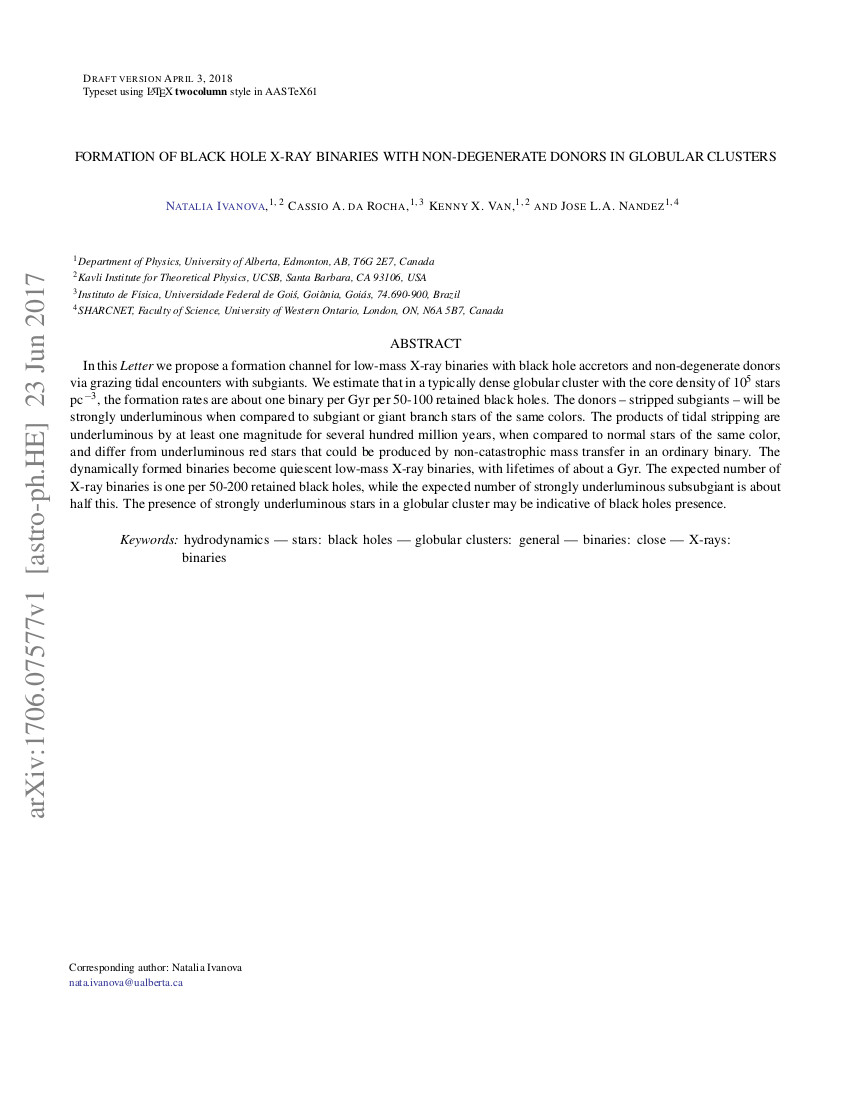 DRAFT VERSION APRIL 3, 2018
Typeset using LATEX twocolumn style in AASTeX61
FORMATION OF BLACK HOLE X-RAY BINARIES WITH NON-DEGENERATE DONORS IN GLOBULAR CLUSTERS
NATALIA IVANOVA,1, 2 CASSIO A. DA ROCHA,1, 3 KENNY X. VAN,1, 2 AND JOSE L.A. NANDEZ1, 4
1Department of Physics, University of Alberta, Edmonton, AB, T6G 2E7, Canada
2Kavli Institute for Theoretical Physics, UCSB, Santa Barbara, CA 93106, USA
3Instituto de Física, Universidade Federal de Goiś, Goiânia, Goiás, 74.690-900, Brazil
4SHARCNET, Faculty of Science, University of Western Ontario, London, ON, N6A 5B7, Canada
ABSTRACT
In this Letter we propose a formation channel for low-mass X-ray binaries with black hole accretors and non-degenerate donors
via grazing tidal encounters with subgiants. We estimate that in a typically dense globular cluster with the core density of 10^5 stars
pc^−3, the formation rates are about one binary per Gyr per 50-100 retained black holes. The donors – stripped subgiants – will be
strongly underluminous when compared to subgiant or giant branch stars of the same colors. The products of tidal stripping are
underluminous by at least one magnitude for several hundred million years, when compared to normal stars of the same color,
and differ from underluminous red stars that could be produced by non-catastrophic mass transfer in an ordinary binary. The
dynamically formed binaries become quiescent low-mass X-ray binaries, with lifetimes of about a Gyr. The expected number of
X-ray binaries is one per 50-200 retained black holes, while the expected number of strongly underluminous subsubgiant is about
half this. The presence of strongly underluminous stars in a globular cluster may be indicative of black holes presence.
Keywords: hydrodynamics — stars: black holes — globular clusters: general — binaries: close — X-rays:
binaries
Corresponding author: Natalia Ivanova
nata.ivanova@ualberta.ca
arXiv:1706.07577v1 [astro-ph.HE] 23 Jun 2017